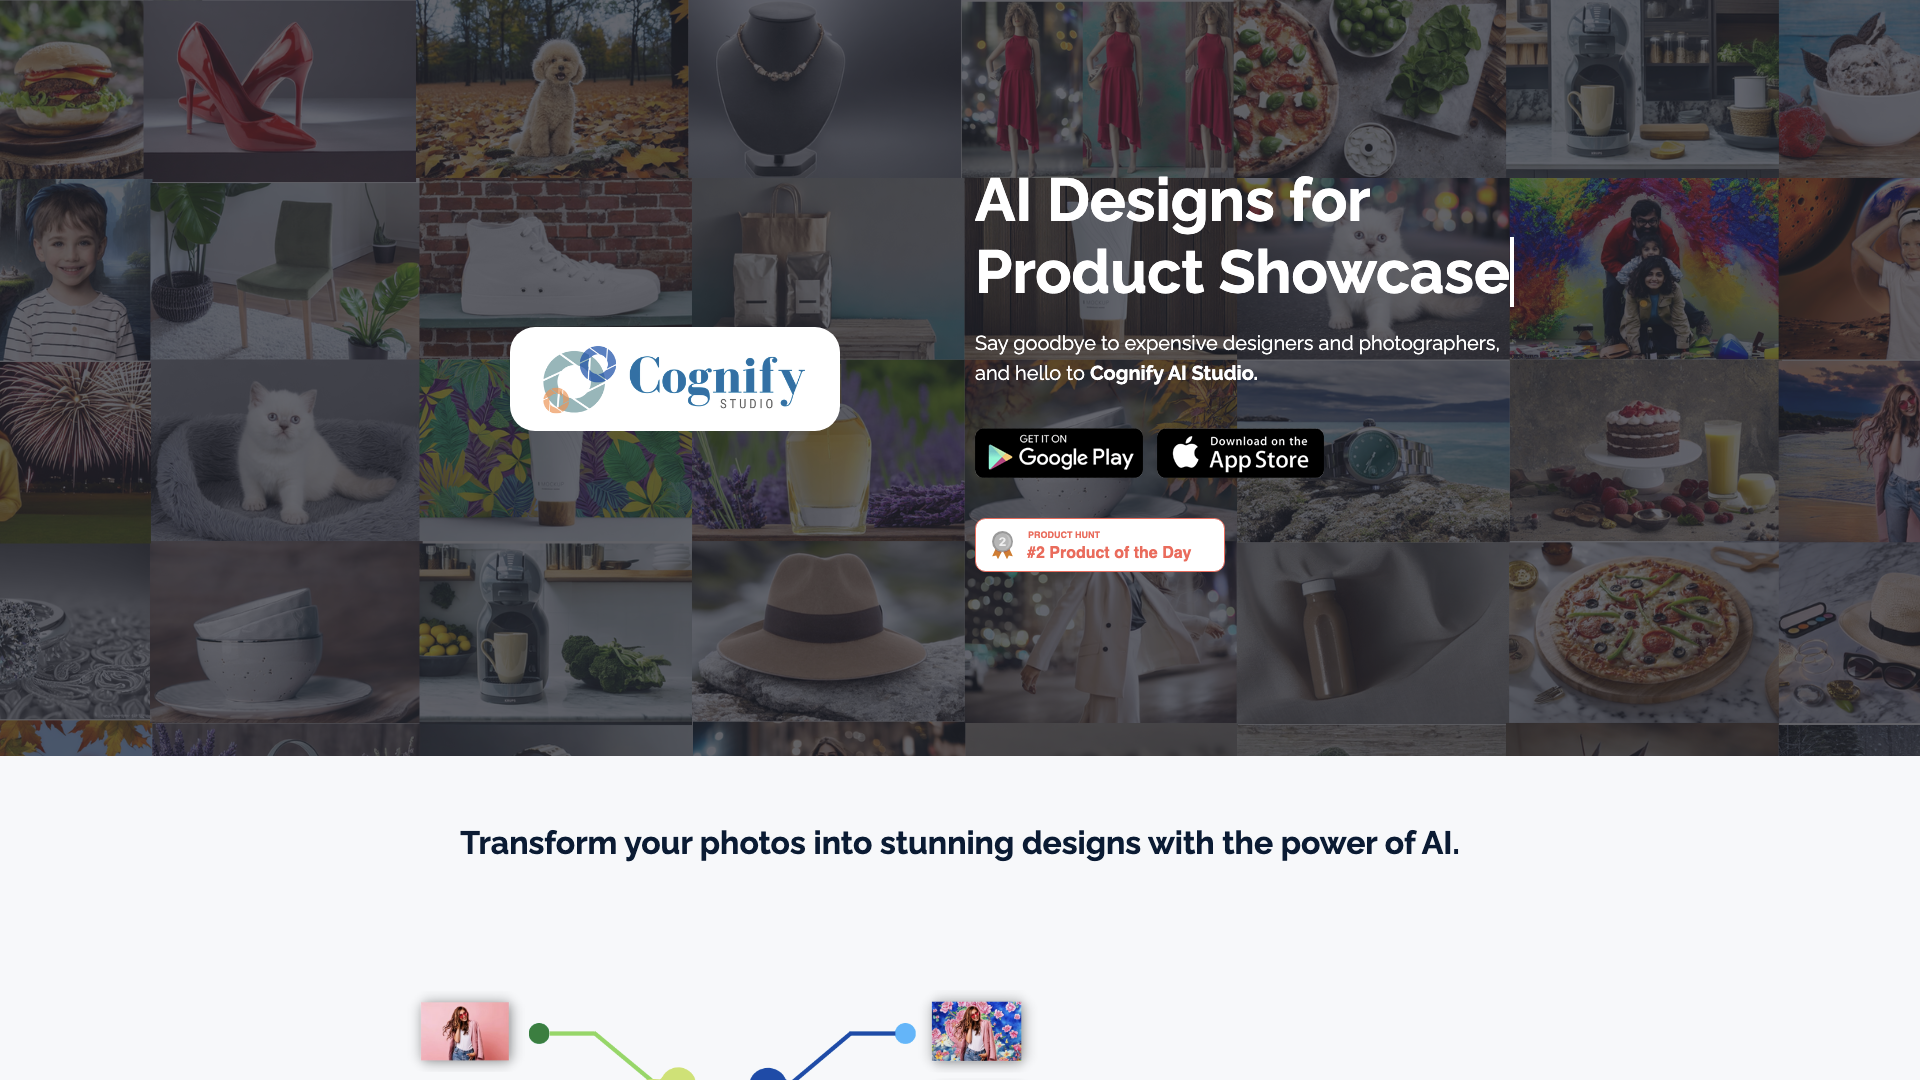 AI Designs for
Product Showcase
Cognify
STUDIO
Say goodbye to expensive designers and photographers,
and hello to Cognify AI Studio.
GET IT ON
Google Play
Download on the
App Store
2
PRODUCT HUNT
#2 Product of the Day
Transform your photos into stunning designs with the power of AI.